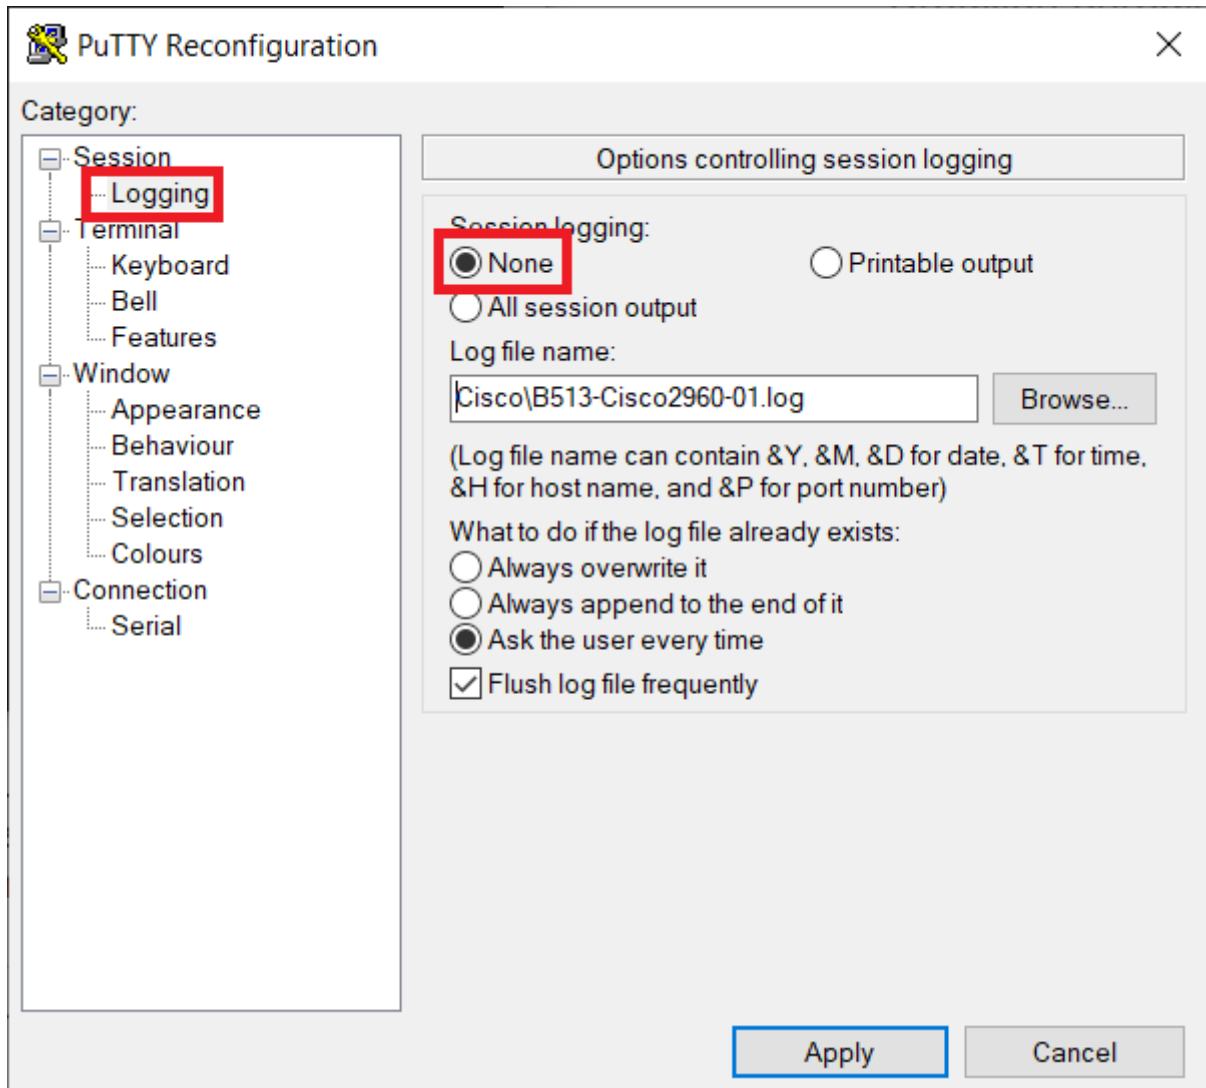 PuTTY Reconfiguration
Category:
Session
Logging
Terminal
Keyboard
Bell
Features
Window
Appearance
Behaviour
Translation
Selection
Colours
Connection
Serial
Options controlling session logging
Session logging:
None
Printable output
All session output
Log file name:
Cisco\B513-Cisco2960-01.log
Browse...
(Log file name can contain &Y, &M, &D for date, &T for time,
&H for host name, and &P for port number)
What to do if the log file already exists:
Always overwrite it
Always append to the end of it
Ask the user every time
Flush log file frequently
Apply
Cancel